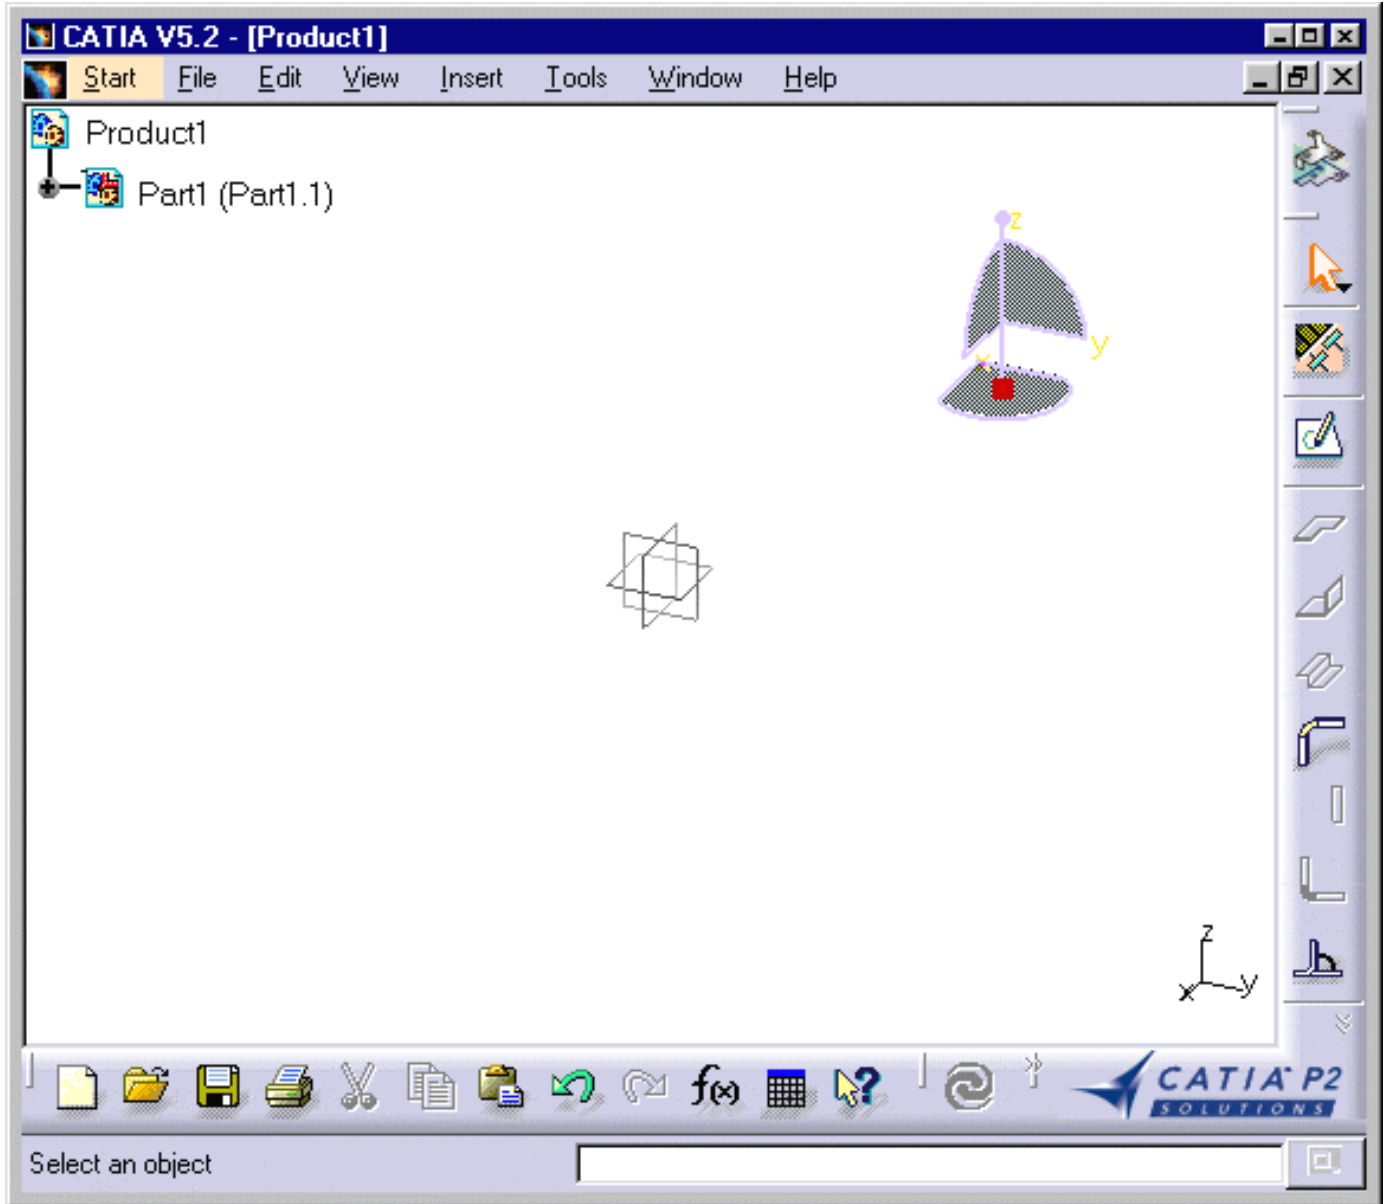 CATIA V5.2 - [Product1]
Start File Edit View Insert Tools Window Help
Product1
Part1 (Part1.1)
z
y
x
z
y
x
f(x)
?
CATIA P2
SOLUTIONS
Select an object